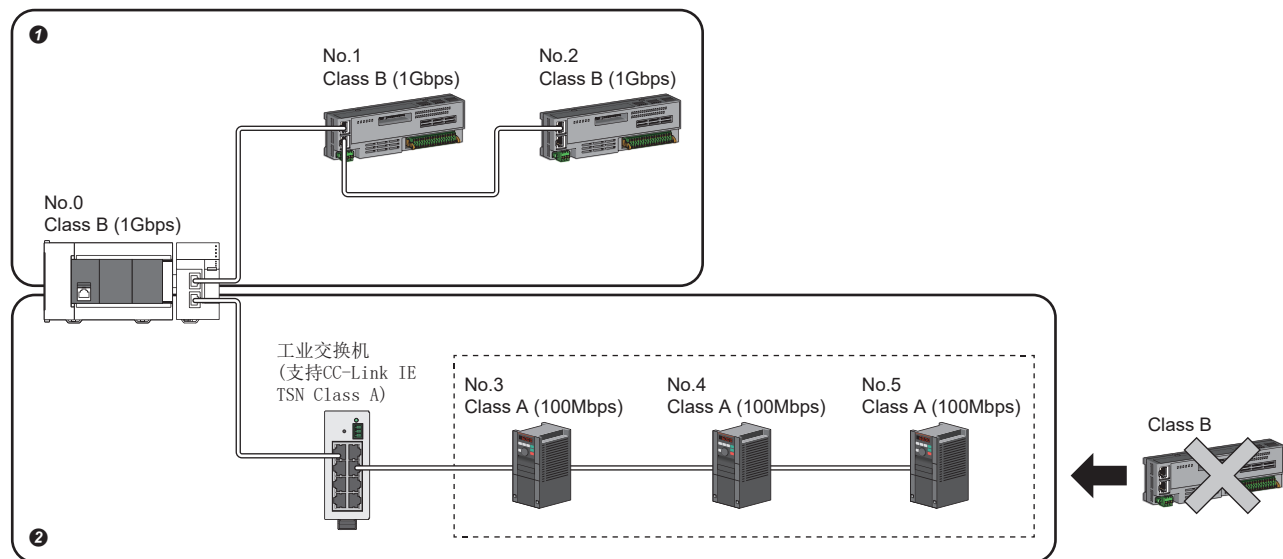 ❶
No.1
Class B (1Gbps)
No.2
Class B (1Gbps)
No.0
Class B (1Gbps)
工业交换机
(支持CC-Link IE
TSN Class A)
No.3
Class A (100Mbps)
No.4
Class A (100Mbps)
No.5
Class A (100Mbps)
Class B
❷